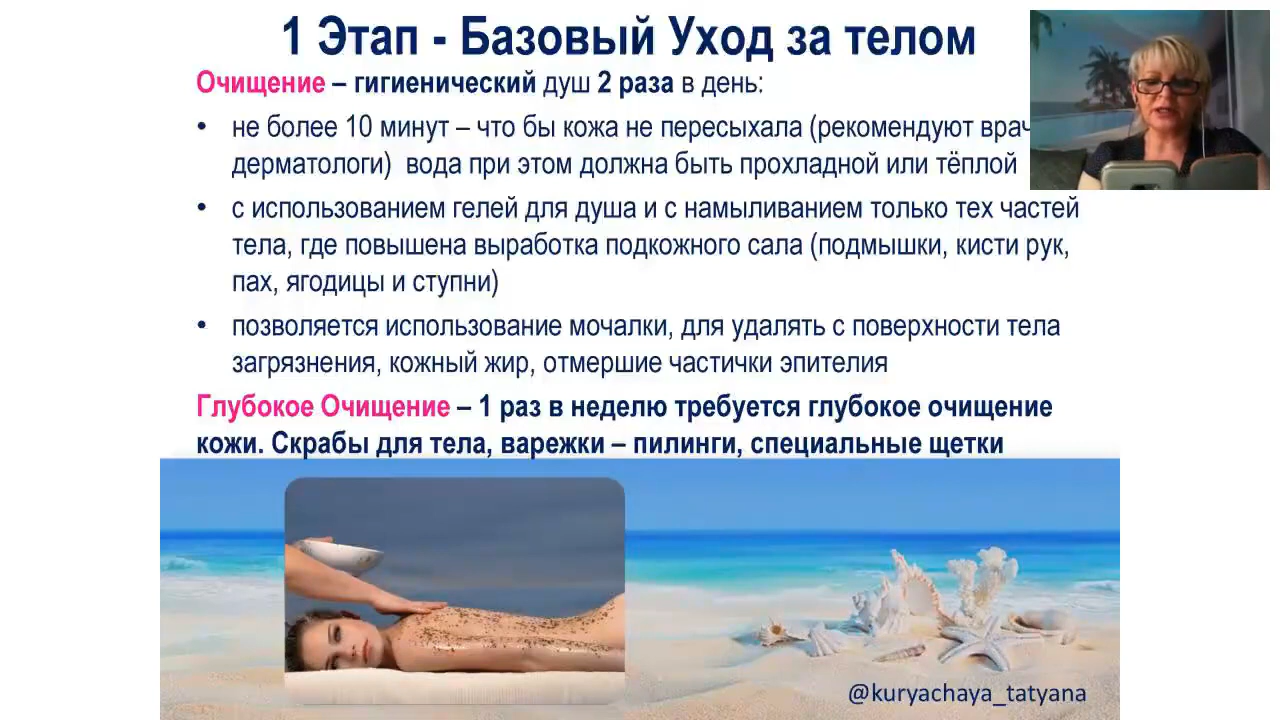 1 Этап - Базовый Уход за телом
Очищение – гигиенический душ 2 раза в день:
• не более 10 минут – что бы кожа не пересыхала (рекомендуют врач
дерматологи) вода при этом должна быть прохладной или тёплой
• с использованием гелей для душа и с намыливанием только тех частей
тела, где повышена выработка подкожного сала (подмышки, кисти рук,
пах, ягодицы и ступни)
• позволяется использование мочалки, для удалять с поверхности тела
загрязнения, кожный жир, отмершие частички эпителия
Глубокое Очищение – 1 раз в неделю требуется глубокое очищение
кожи. Скрабы для тела, варежки – пилинги, специальные щетки
@kuryachaya_tatyana